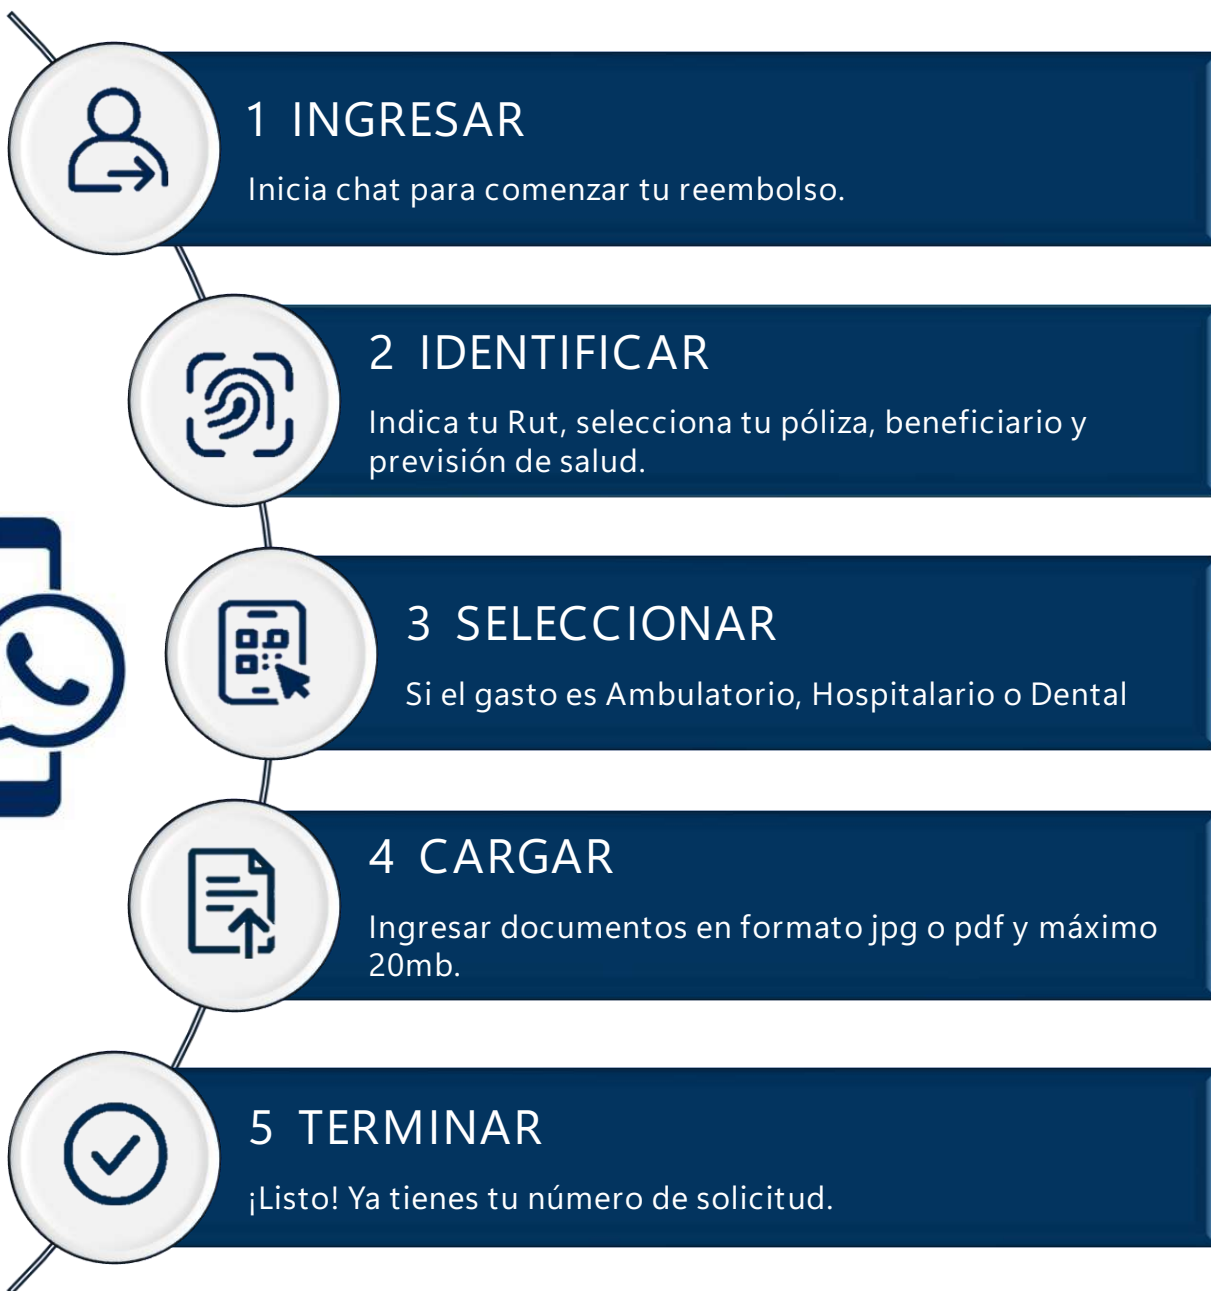 1 INGRESAR
Inicia chat para comenzar tu reembolso.
2 IDENTIFICAR
Indica tu Rut, selecciona tu póliza, beneficiario y
previsión de salud.
3 SELECCIONAR
Si el gasto es Ambulatorio, Hospitalario o Dental
4 CARGAR
Ingresar documentos en formato jpg o pdf y máximo
20mb.
5 TERMINAR
¡Listo! Ya tienes tu número de solicitud.